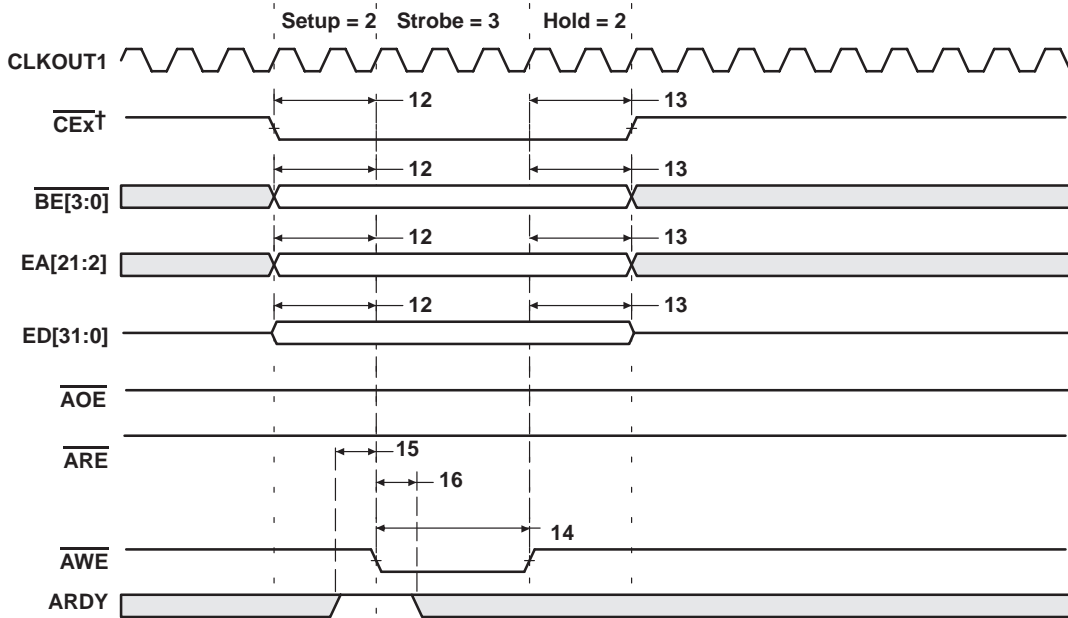 Setup = 2 Strobe = 3 Hold = 2
CLKOUT1
12 13
CEx†
12 13
BE[3:0]
12 13
EA[21:2]
12 13
ED[31:0]
AOE
15
ARE
16
14
AWE
ARDY